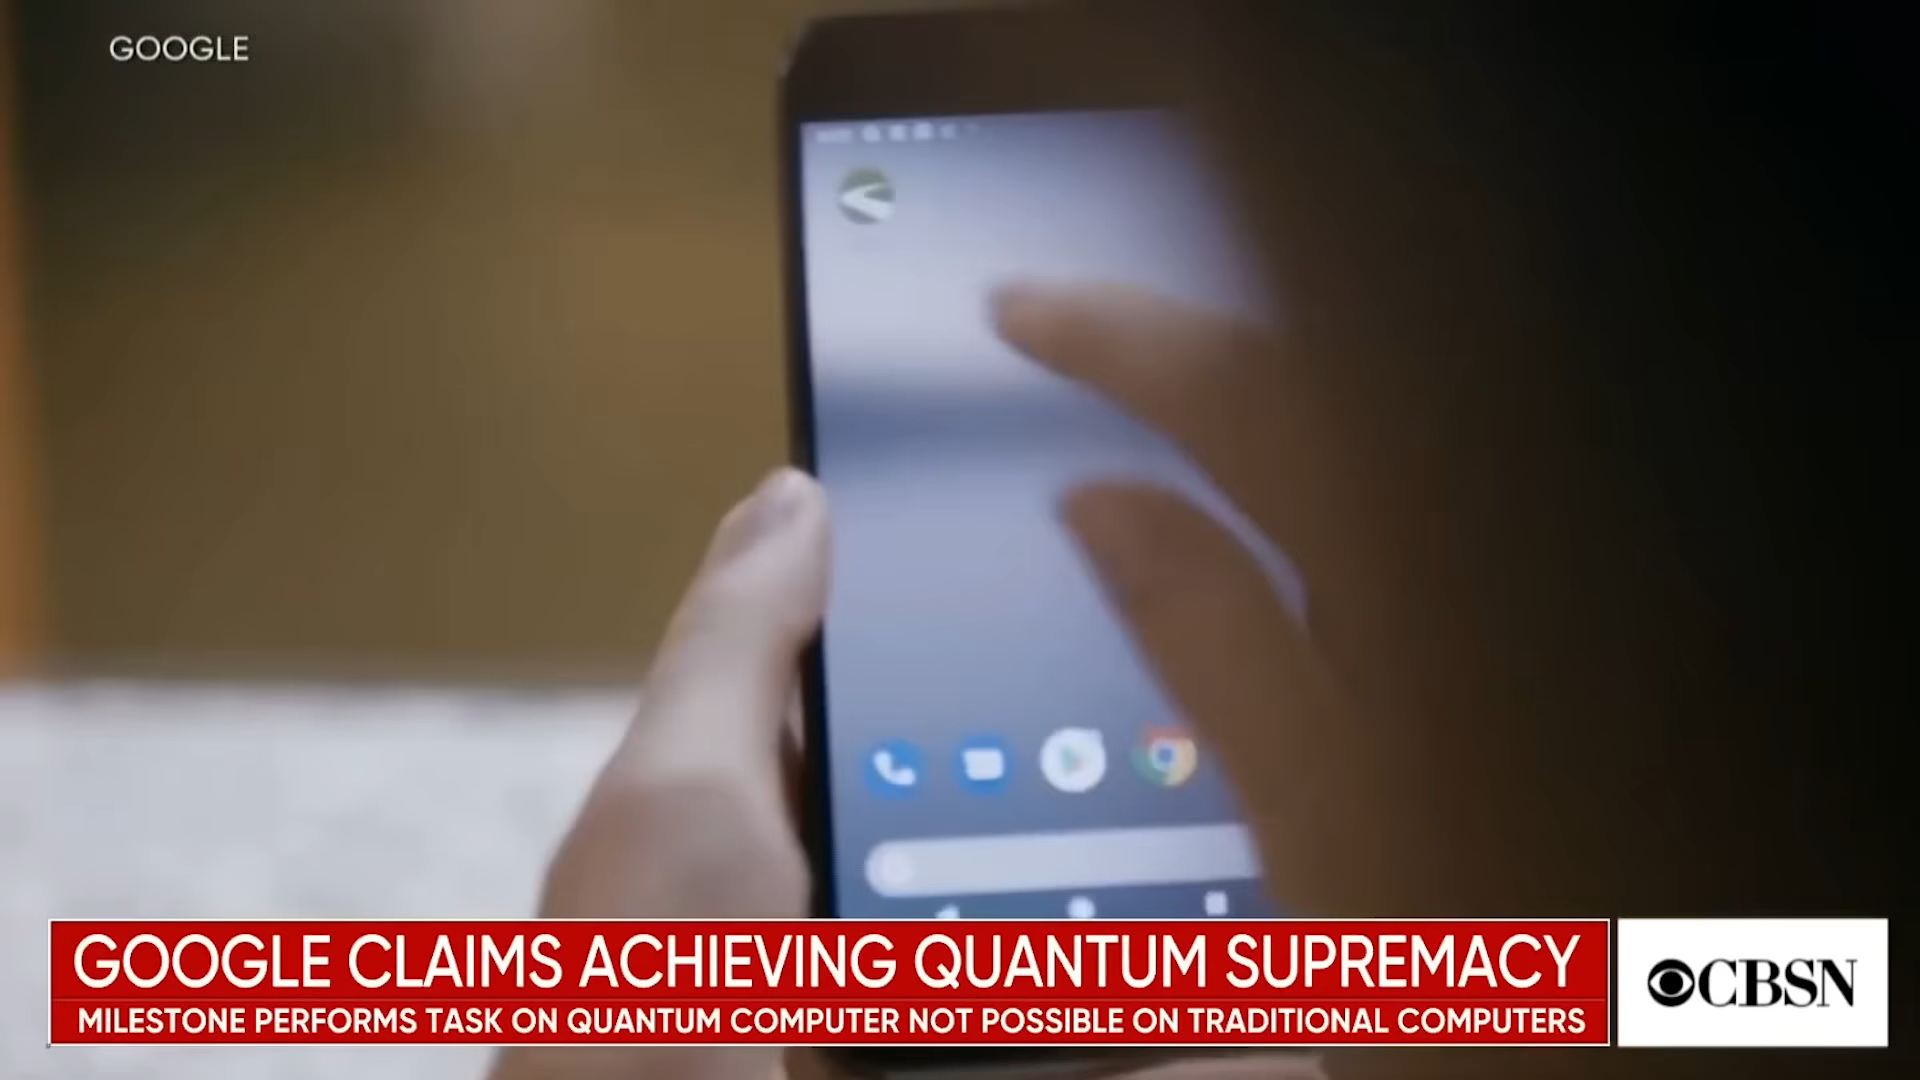 GOOGLE
GOOGLE CLAIMS ACHIEVING QUANTUM SUPREMACY
MILESTONE PERFORMS TASK ON QUANTUM COMPUTER NOT POSSIBLE ON TRADITIONAL COMPUTERS
CBSN